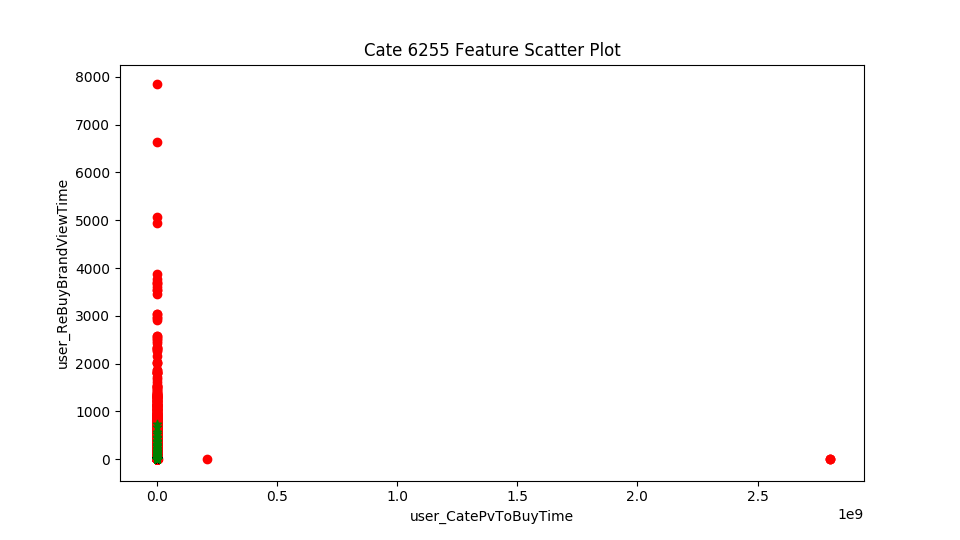 Cate 6255 Feature Scatter Plot
8000
7000
6000
5000
4000
3000
2000
1000
0
user_ReBuyBrandViewTime
0.0 0.5 1.0 1.5 2.0 2.5
1e9
user_CatePvToBuyTime